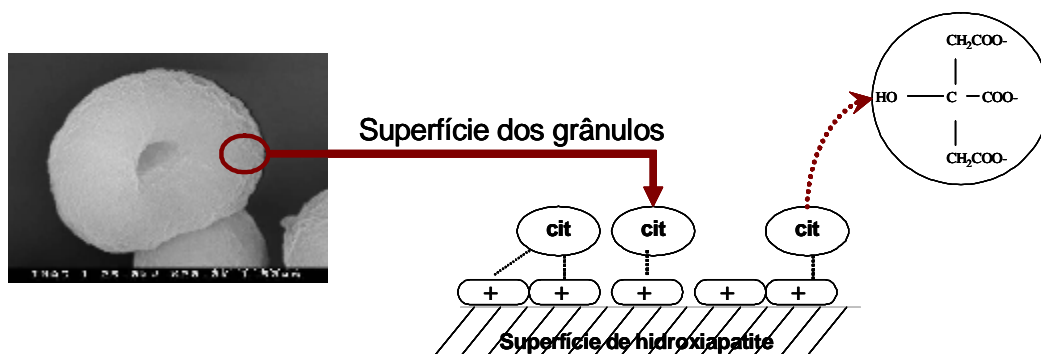 CH2COO-
HO C COO-
CH2COO-
Superfície dos grânulos
cit cit cit
+ + + + +
Superfície de hidroxiapatite